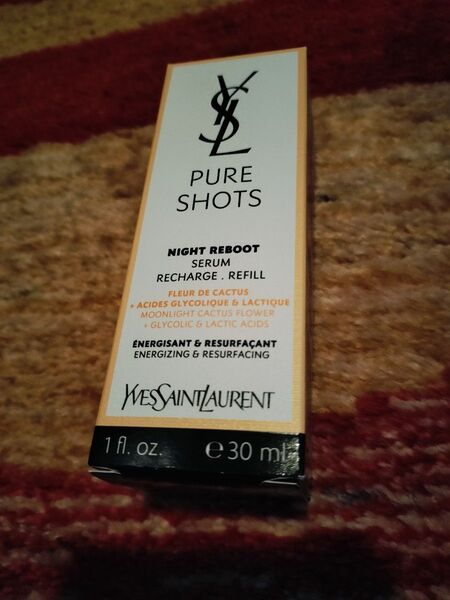 YSL
PURE
SHOTS
NIGHT REBOOT
SERUM
RECHARGE . REFILL
FLEUR DE CACTUS
+ ACIDES GLYCOLIQUE & LACTIQUE
MOONLIGHT CACTUS FLOWER
+ GLYCOLIC & LACTIC ACIDS
ÉNERGISANT & RESURFAÇANT
ENERGIZING & RESURFACING
YVESSAINTLAURENT
1 fl. oz. ℮ 30 ml